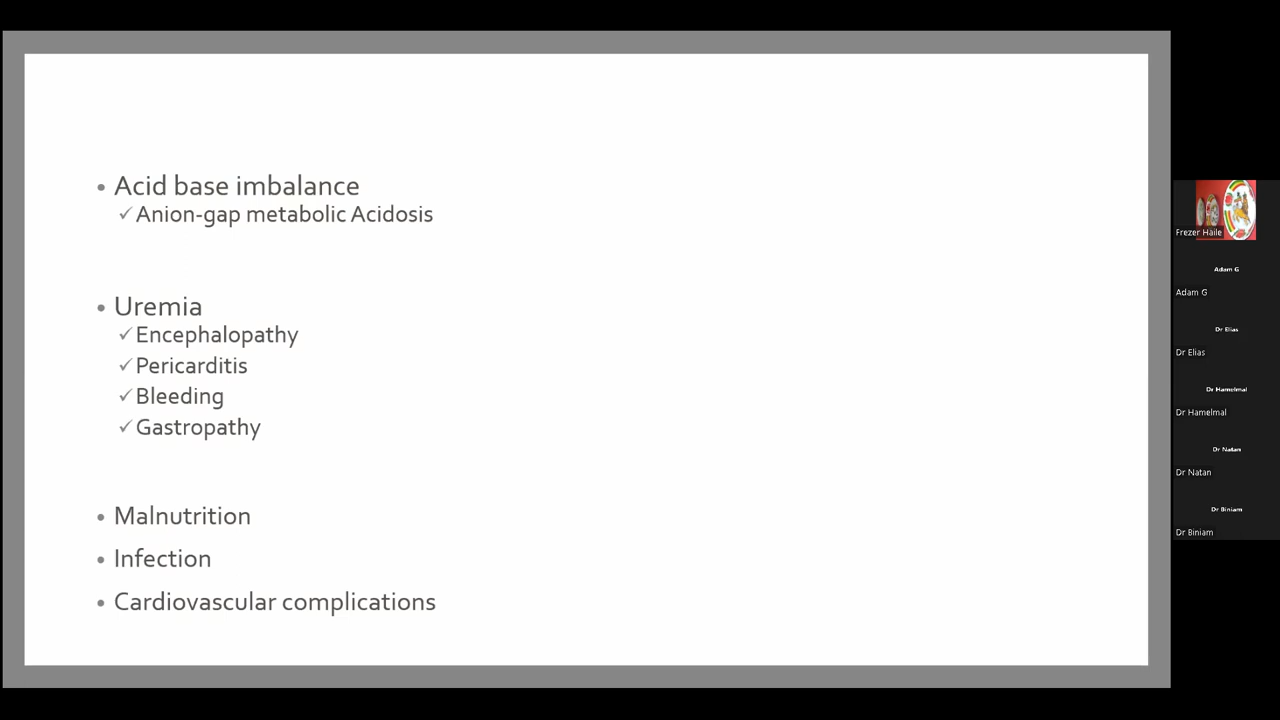 • Acid base imbalance
✓ Anion-gap metabolic Acidosis
• Uremia
✓ Encephalopathy
✓ Pericarditis
✓ Bleeding
✓ Gastropathy
• Malnutrition
• Infection
• Cardiovascular complications
Frezer Haile
Adam G
Adam G
Dr Elias
Dr Elias
Dr Hamelmal
Dr Hamelmal
Dr Natan
Dr Natan
Dr Biniam
Dr Biniam